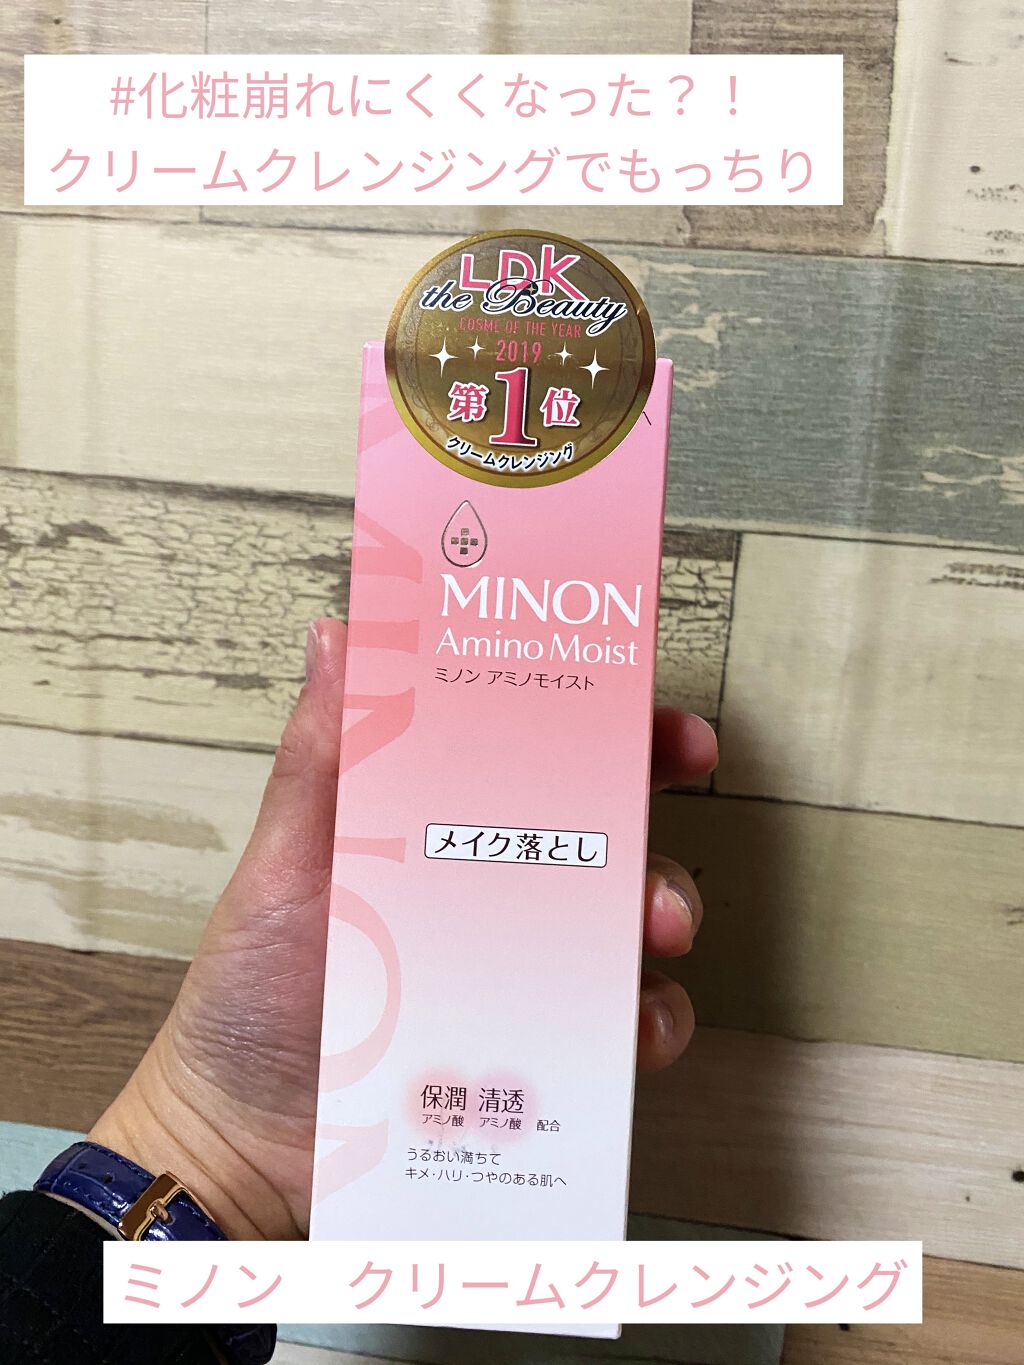 #化粧崩れにくくなった？！
クリームクレンジングでもっちり
LDK
the Beauty
COSME OF THE YEAR
2019
第1位
クリームクレンジング
MINON
MINON
Amino Moist
ミノン アミノモイスト
メイク落とし
保潤 清透
アミノ酸 アミノ酸 配合
うるおい満ちて
キメ・ハリ・つやのある肌へ
ミノン　クリームクレンジング